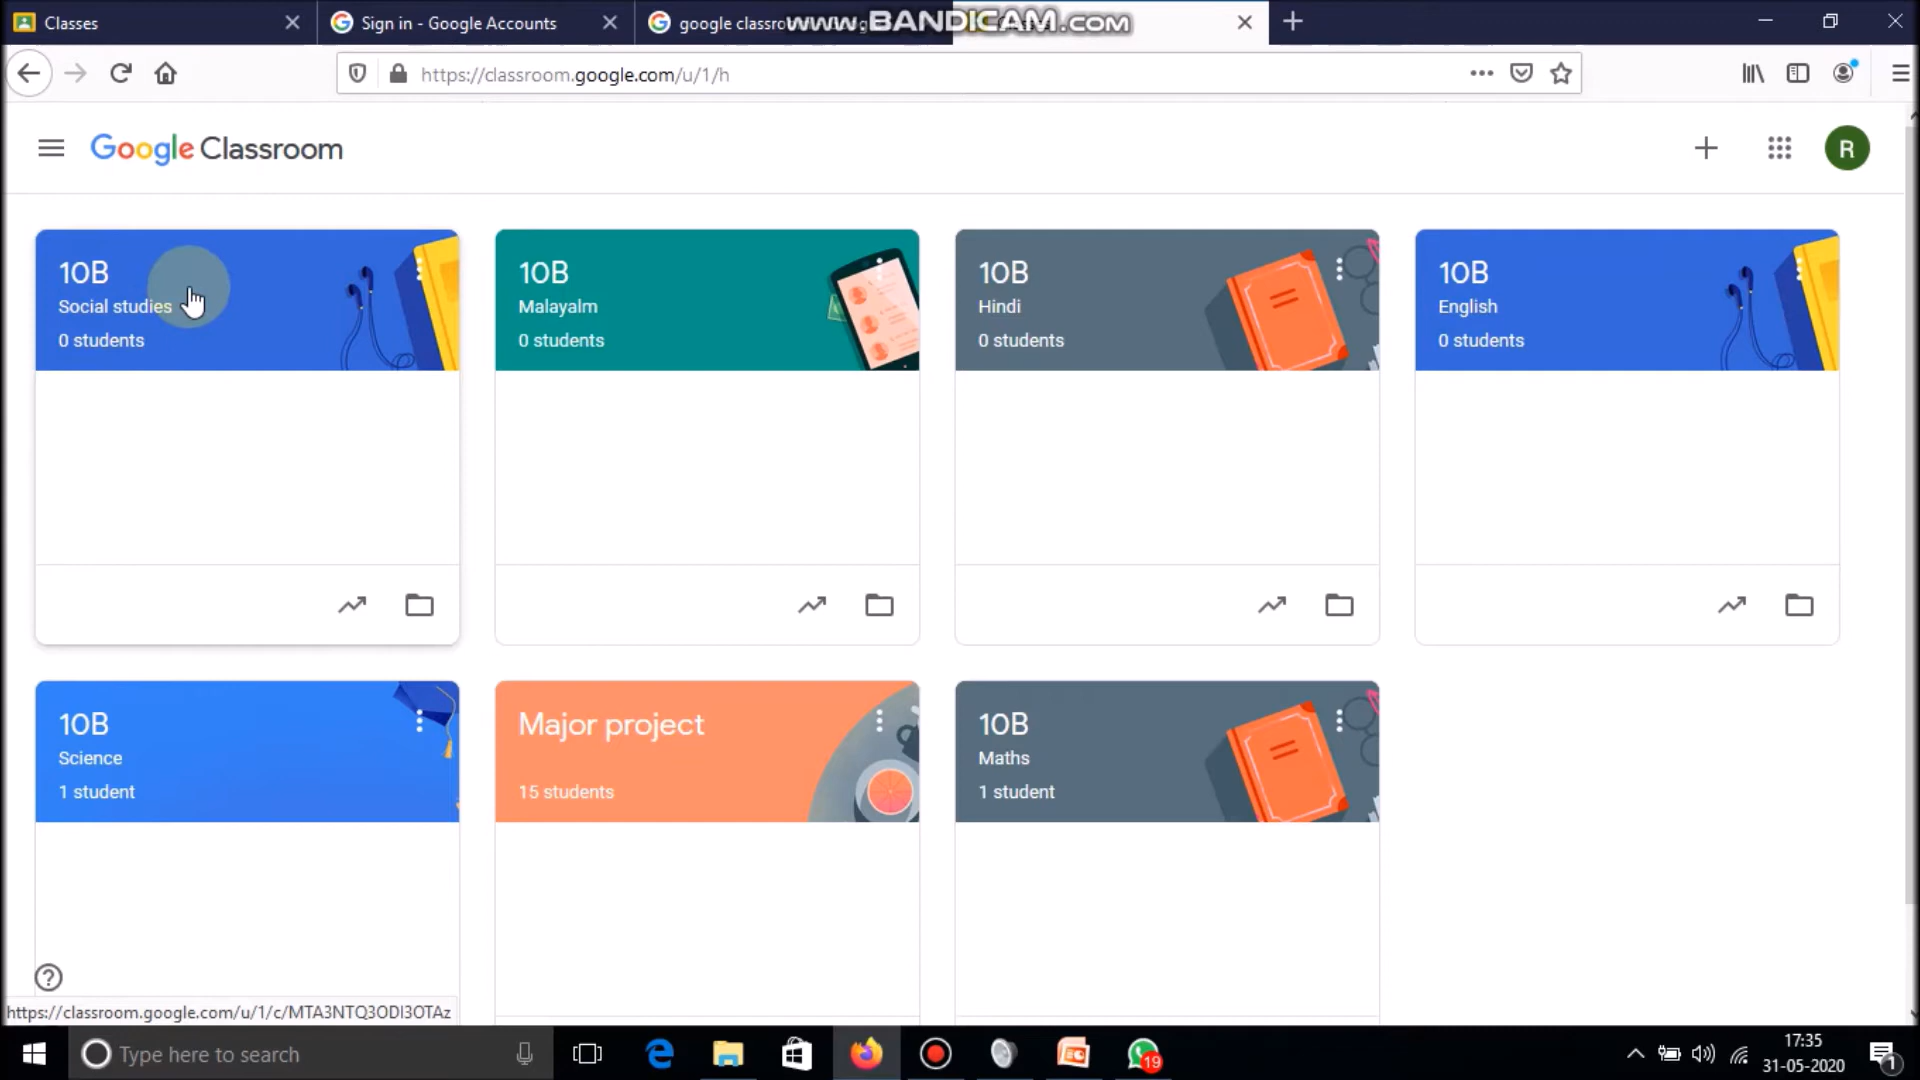 Classes
Sign in - Google Accounts
google classroo
www.BANDICAM.com
https://classroom.google.com/u/1/h
Google Classroom
R
10B
Social studies
0 students
10B
Malayalm
0 students
10B
Hindi
0 students
10B
English
0 students
10B
Science
1 student
Major project
15 students
10B
Maths
1 student
https://classroom.google.com/u/1/c/MTA3NTQ3ODI3OTAz
Type here to search
19
17:35
31-05-2020
1